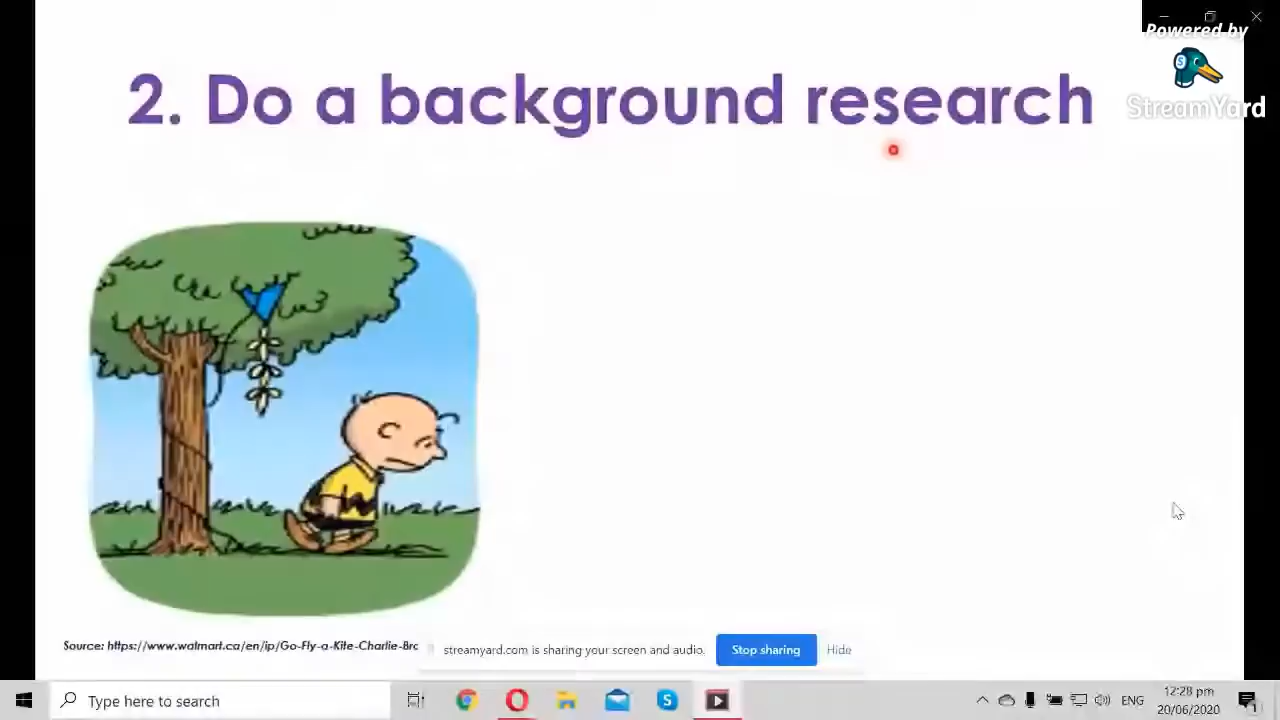 Powered by
StreamYard
2. Do a background research
Source: https://www.walmart.ca/en/ip/Go-Fly-a-Kite-Charlie-Bro
streamyard.com is sharing your screen and audio.
Stop sharing
Hide
Type here to search
ENG
12:28 pm
20/06/2020
1